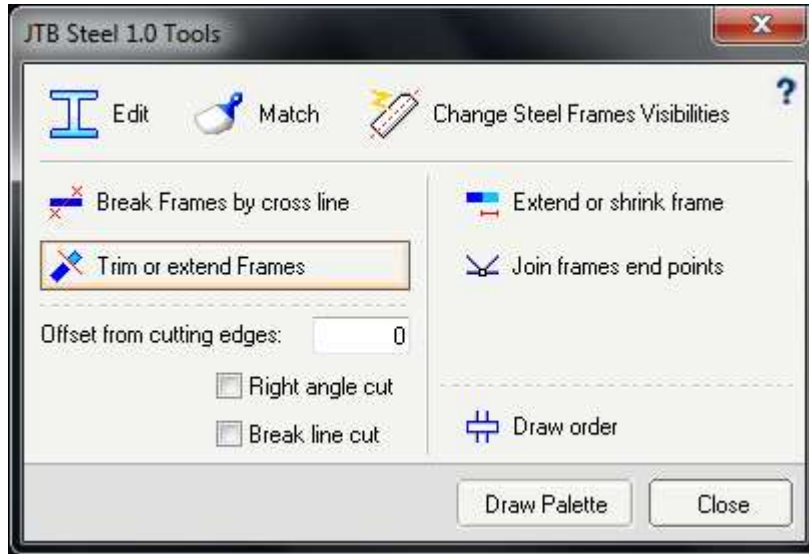 JTB Steel 1.0 Tools
Edit
Match
Change Steel Frames Visibilities
?
Break Frames by cross line
Extend or shrink frame
Trim or extend Frames
Join frames end points
Offset from cutting edges: 0
Right angle cut
Break line cut
Draw order
Draw Palette
Close